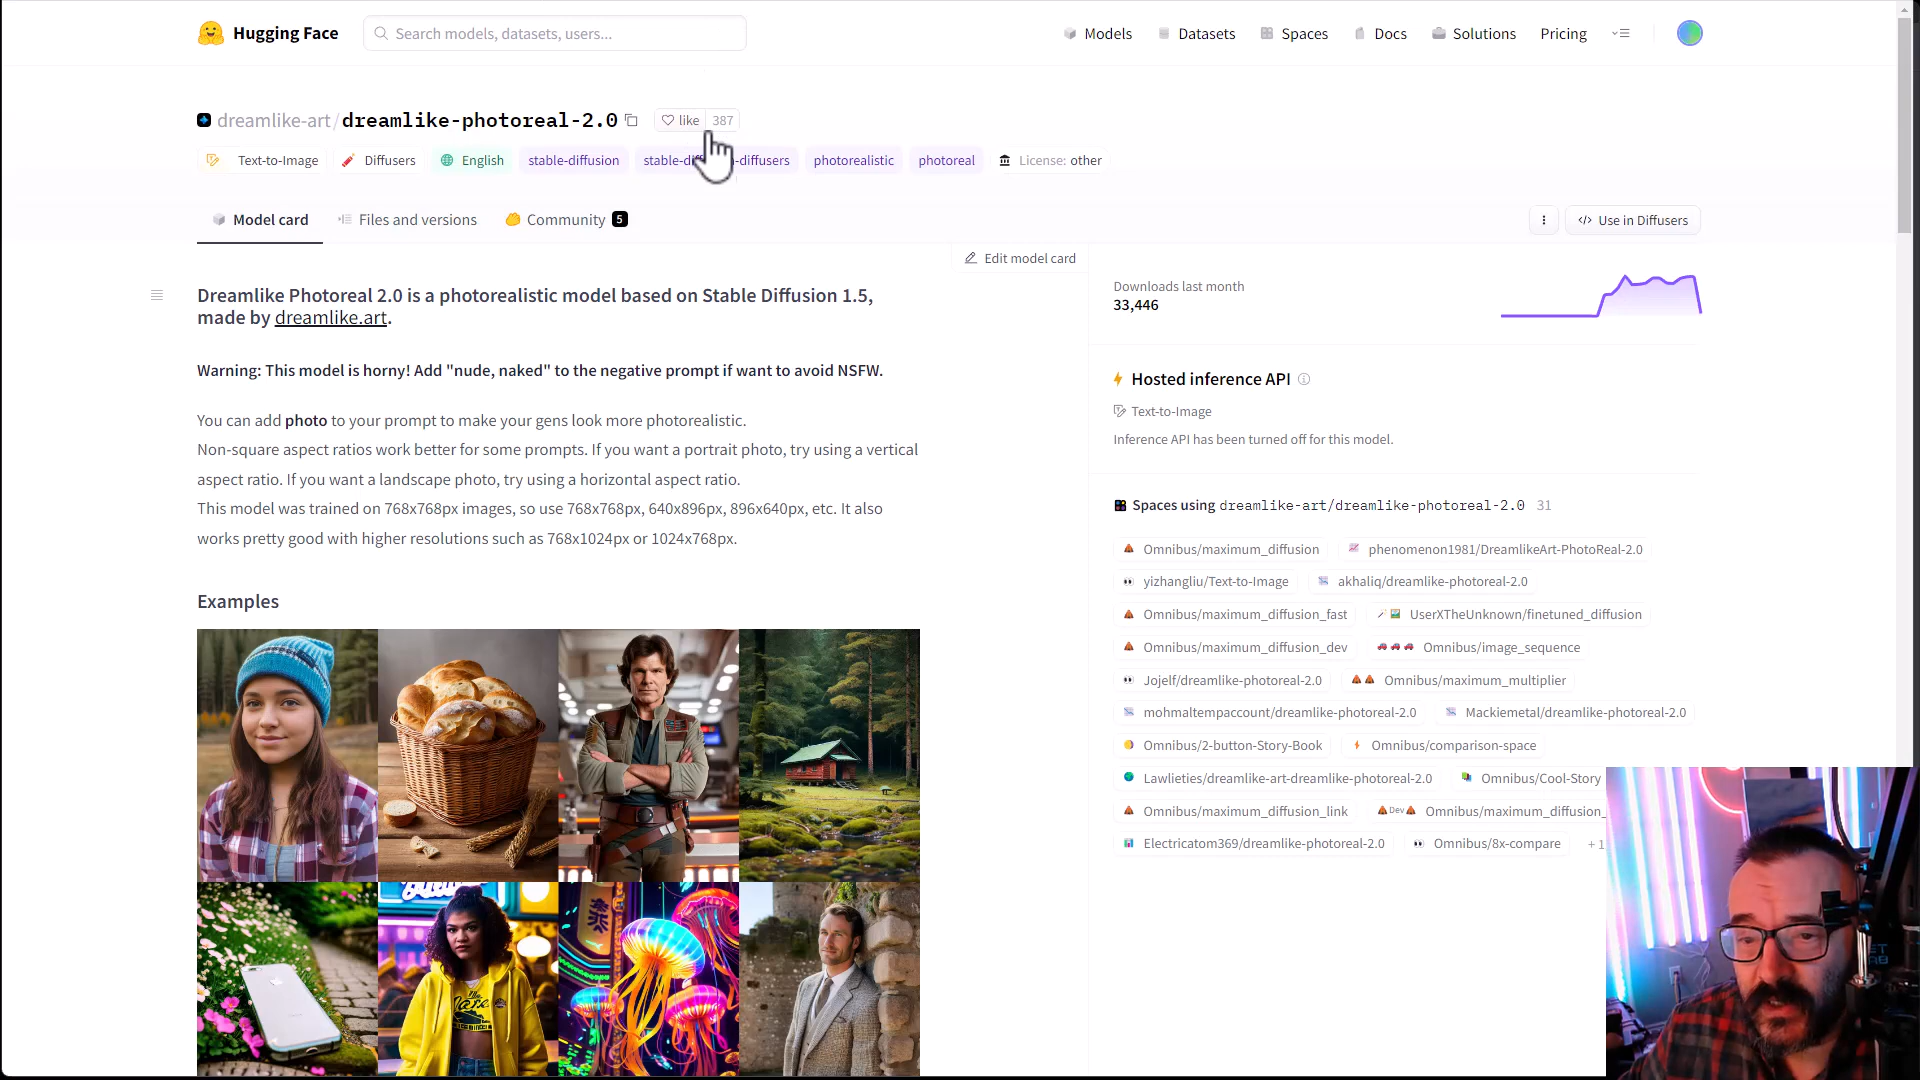 Hugging Face
Search models, datasets, users...
Models
Datasets
Spaces
Docs
Solutions
Pricing
dreamlike-art/dreamlike-photoreal-2.0
like 387
Text-to-Image
Diffusers
English
stable-diffusion
photorealistic
photoreal
License: other
Model card
Files and versions
Community 5
Use in Diffusers
Edit model card
Dreamlike Photoreal 2.0 is a photorealistic model based on Stable Diffusion 1.5,
made by dreamlike.art.
Warning: This model is horny! Add "nude, naked" to the negative prompt if want to avoid NSFW.
You can add photo to your prompt to make your gens look more photorealistic.
Non-square aspect ratios work better for some prompts. If you want a portrait photo, try using a vertical
aspect ratio. If you want a landscape photo, try using a horizontal aspect ratio.
This model was trained on 768x768px images, so use 768x768px, 640x896px, 896x640px, etc. It also
works pretty good with higher resolutions such as 768x1024px or 1024x768px.
Examples
Downloads last month
33,446
Hosted inference API
Text-to-Image
Inference API has been turned off for this model.
Spaces using dreamlike-art/dreamlike-photoreal-2.0 31
Omnibus/maximum_diffusion
phenomenon1981/DreamlikeArt-PhotoReal-2.0
yizhangliu/Text-to-Image
akhaliq/dreamlike-photoreal-2.0
Omnibus/maximum_diffusion_fast
UserXTheUnknown/finetuned_diffusion
Omnibus/maximum_diffusion_dev
Omnibus/image_sequence
Jojelf/dreamlike-photoreal-2.0
Omnibus/maximum_multiplier
mohmaltempaccount/dreamlike-photoreal-2.0
Mackiemetal/dreamlike-photoreal-2.0
Omnibus/2-button-Story-Book
Omnibus/comparison-space
Lawlieties/dreamlike-art-dreamlike-photoreal-2.0
Omnibus/Cool-Story
Omnibus/maximum_diffusion_link
Dev
Omnibus/maximum_diffusion_
Electricatom369/dreamlike-photoreal-2.0
Omnibus/8x-compare
+ 1